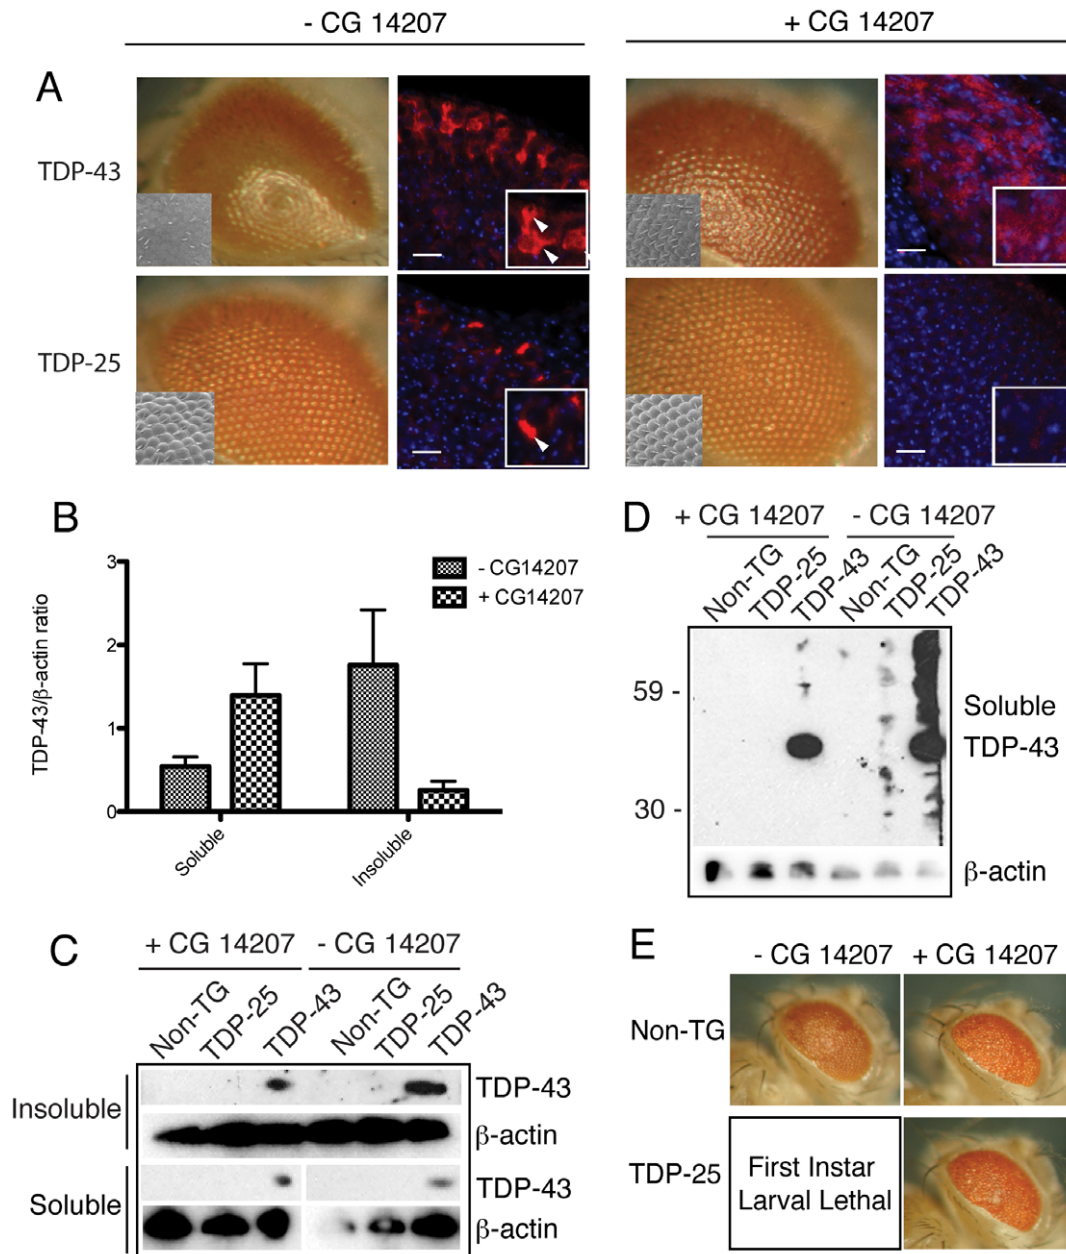 - CG 14207
+ CG 14207
A
TDP-43
TDP-25
B
TDP-43/β-actin ratio
3
2
1
0
- CG14207
+ CG14207
Soluble
Insoluble
C
+ CG 14207
- CG 14207
Non-TG
TDP-25
TDP-43
Non-TG
TDP-25
TDP-43
Insoluble
TDP-43
β-actin
Soluble
TDP-43
β-actin
D
+ CG 14207
- CG 14207
Non-TG
TDP-25
TDP-43
Non-TG
TDP-25
TDP-43
59 -
30 -
Soluble
TDP-43
β-actin
E
- CG 14207
+ CG 14207
Non-TG
TDP-25
First Instar
Larval Lethal